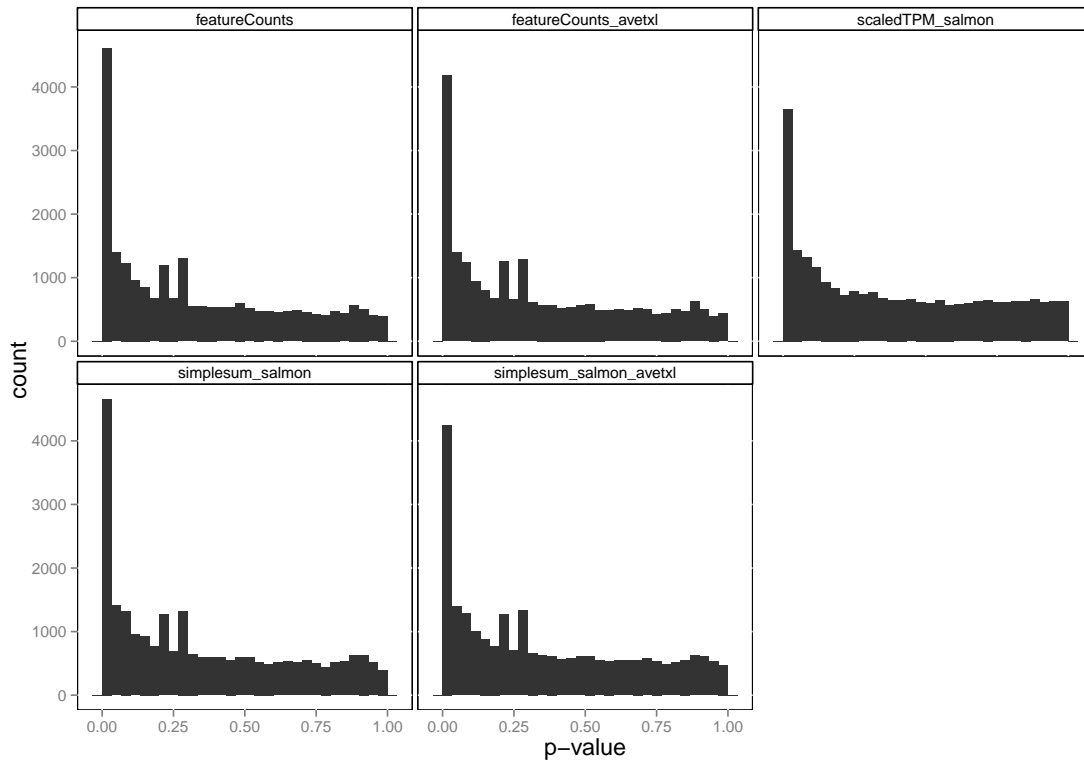 featureCounts
featureCounts_avetxl
scaledTPM_salmon
4000
3000
2000
1000
0
simplesum_salmon
simplesum_salmon_avetxl
4000
3000
2000
1000
0
0.00 0.25 0.50 0.75 1.00
0.00 0.25 0.50 0.75 1.00
p−value
count